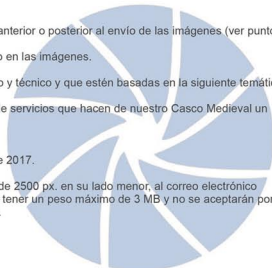 anterior o posterior al envío de las imágenes (ver punto
en las imágenes.
o y técnico y que estén basadas en la siguiente
de servicios que hacen de nuestro Casco Medieval un
e 2017.
de 2500 px. en su lado menor, al correo electrónico
tener un peso máximo de 3 MB y no se aceptarán